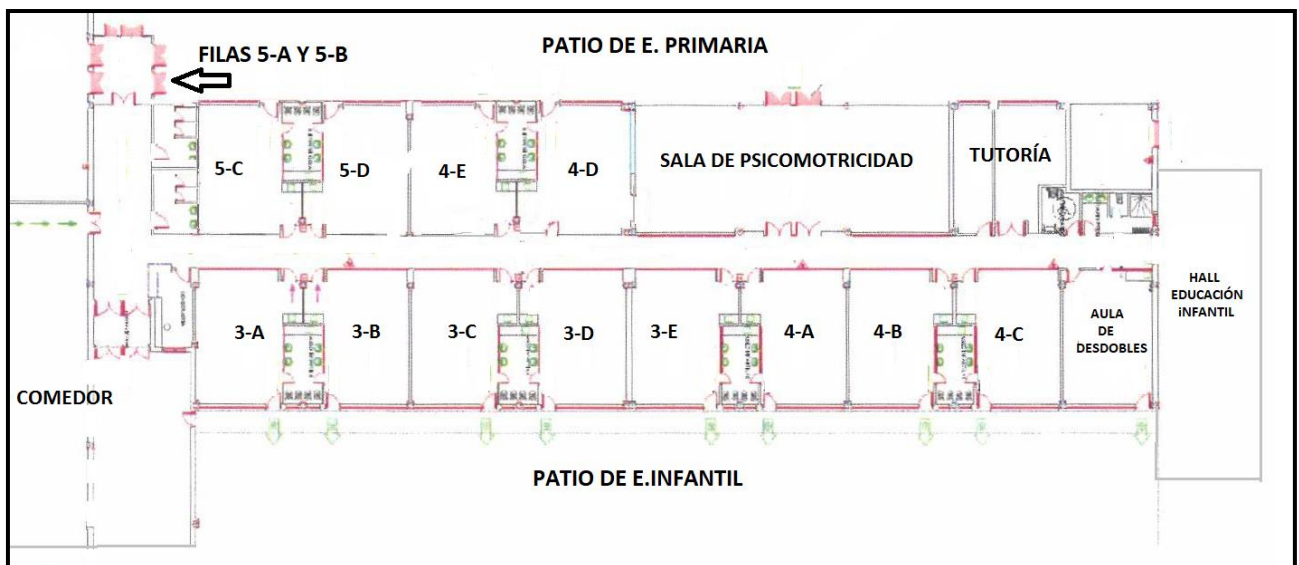 FILAS 5-A Y 5-B
PATIO DE E. PRIMARIA
5-C
5-D
4-E
4-D
SALA DE PSICOMOTRICIDAD
TUTORÍA
3-A
3-B
3-C
3-D
3-E
4-A
4-B
4-C
AULA
DE
DESDOBLES
HALL
EDUCACIÓN
iNFANTIL
COMEDOR
PATIO DE E.INFANTIL